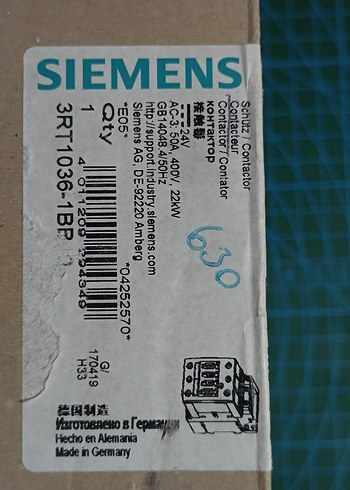 SIEMENS
Schütz / Contactor
Contacteur
Contactor/ Contator
контактор
接触器
24V
AC-3: 50A, 400V, 22kW
GB14048.4/50Hz
http://support.industry.siemens.com
Siemens AG, DE-92220 Amberg
*E05*
Qty
1
3RT1036-1BB
*04252570*
G/
170419
H33
630
德国制造
Изготовлено в Германии
Hecho en Alemania
Made in Germany